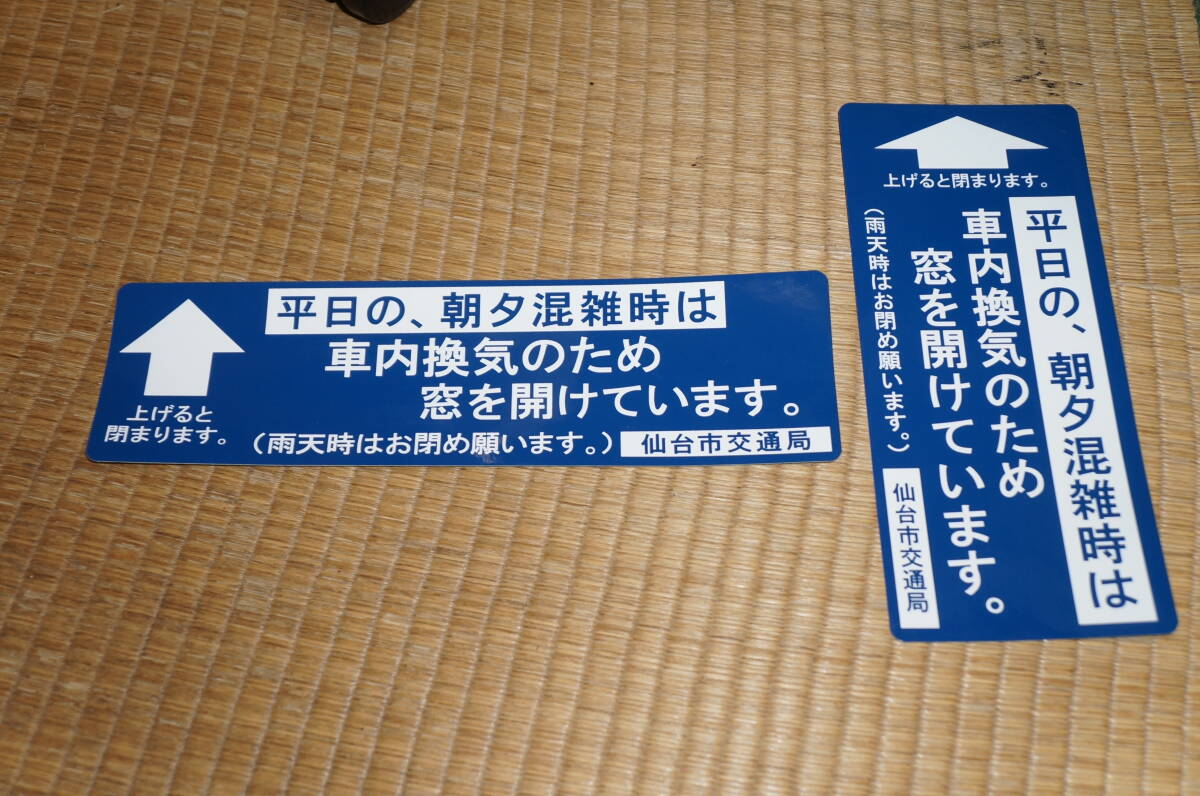 平日の、朝夕混雑時は
車内換気のため
窓を開けています。
(雨天時はお閉め願います。)
仙台市交通局
上げると
閉まります。
上げると閉まります。
平日の、朝夕混雑時は
車内換気のため
窓を開けています。
(雨天時はお閉め願います。)
仙台市交通局